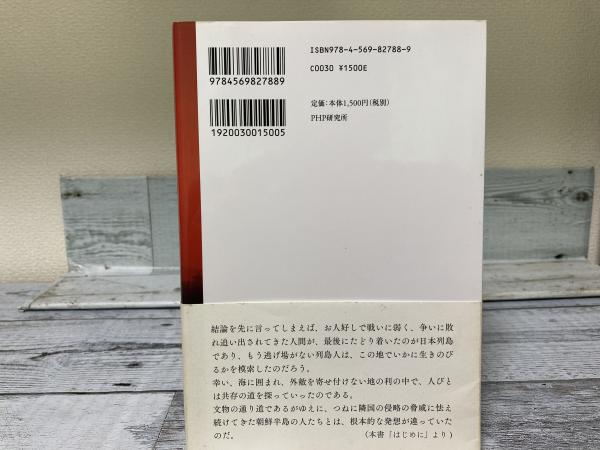 ISBN978-4-569-82788-9
C0030 ¥1500E
9784569827889
定価:本体1,500円(税別)
PHP研究所
1920030015005
結論を先に言ってしまえば、お人好しで戦いに弱く、争いに敗
れ追い出されてきた人間が、最後にたどり着いたのが日本列島
であり、もう逃げ場がない列島人は、この地でいかに生きのび
るかを模索したのだろう。
幸い、海に囲まれ、外敵を寄せ付けない地の利の中で、人びと
は共存の道を探っていったのである。
文物の通り道であるがゆえに、つねに隣国の侵略の脅威に怯え
続けてきた朝鮮半島の人たちとは、根本的な発想が違っていた
のだ。
(本書「はじめに」より)